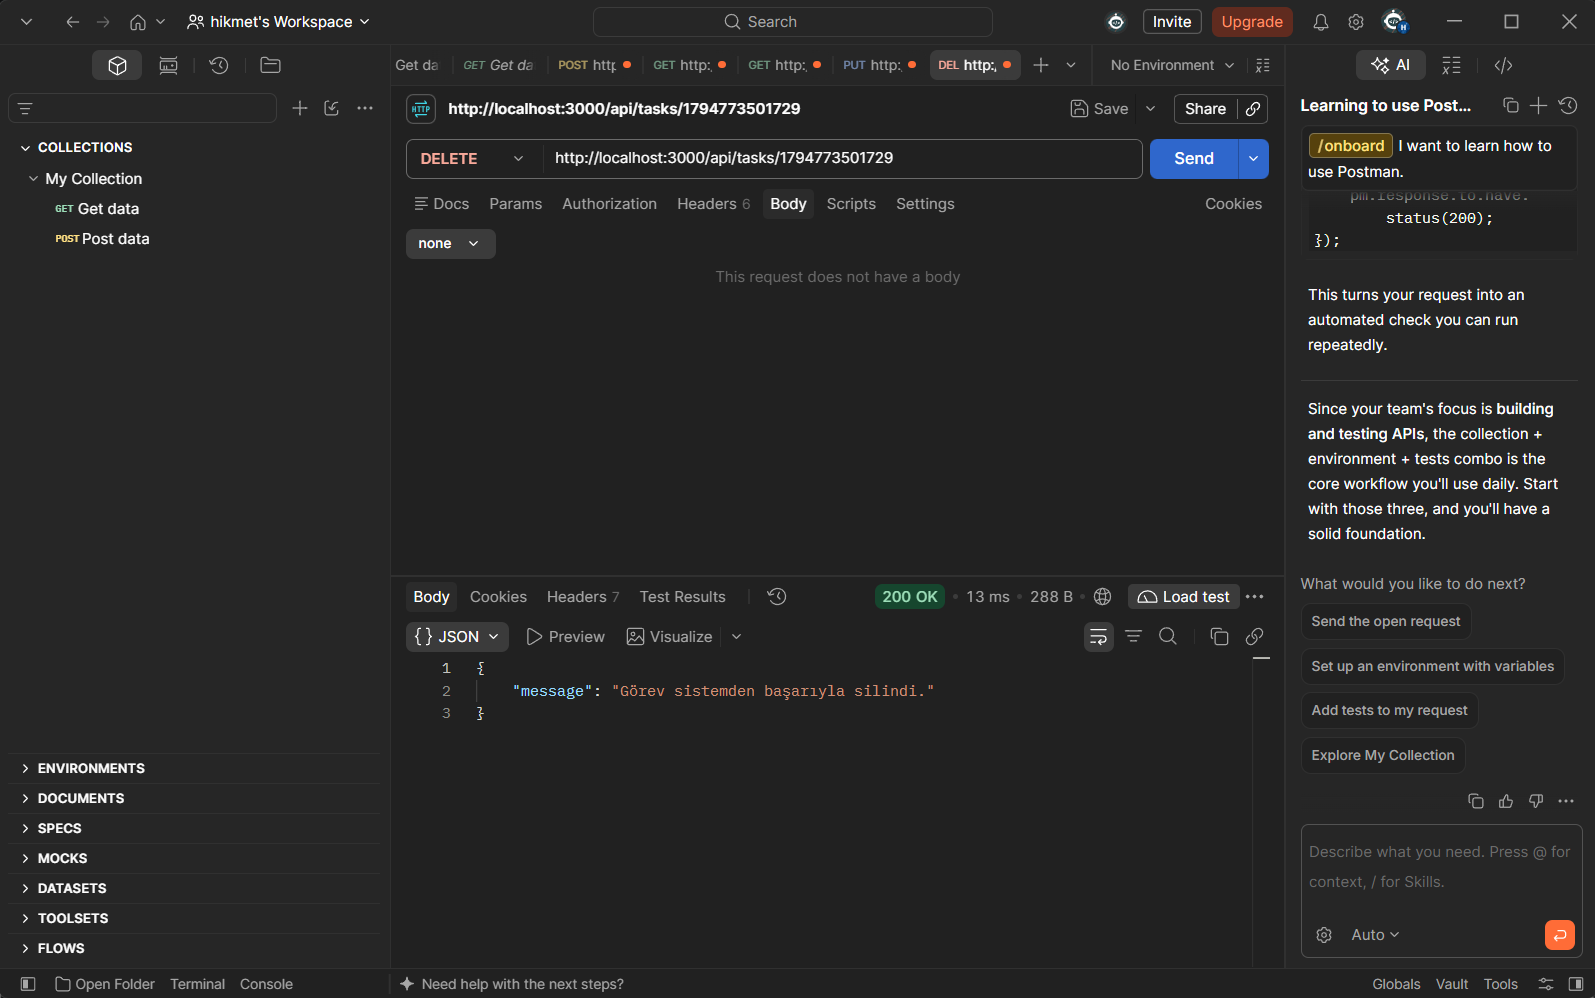 hikmet's Workspace
Search
Invite
Upgrade
H
Get da
GET Get da
POST http
GET http:
GET http:
PUT http:
DEL http:
No Environment
AI
HTTP
http://localhost:3000/api/tasks/1794773501729
Save
Share
DELETE
http://localhost:3000/api/tasks/1794773501729
Send
Docs
Params
Authorization
Headers 6
Body
Scripts
Settings
Cookies
none
This request does not have a body
COLLECTIONS
My Collection
GET Get data
POST Post data
ENVIRONMENTS
DOCUMENTS
SPECS
MOCKS
DATASETS
TOOLSETS
FLOWS
Body
Cookies
Headers 7
Test Results
200 OK
13 ms
288 B
Load test
{} JSON
Preview
Visualize
1 {
2 "message": "Görev sistemden başarıyla silindi."
3 }
Learning to use Post...
/onboard I want to learn how to
use Postman.
pm.response.to.have.
status(200);
});
This turns your request into an
automated check you can run
repeatedly.
Since your team's focus is building
and testing APIs, the collection +
environment + tests combo is the
core workflow you'll use daily. Start
with those three, and you'll have a
solid foundation.
What would you like to do next?
Send the open request
Set up an environment with variables
Add tests to my request
Explore My Collection
Describe what you need. Press @ for
context, / for Skills.
Auto
Open Folder
Terminal
Console
Need help with the next steps?
Globals
Vault
Tools